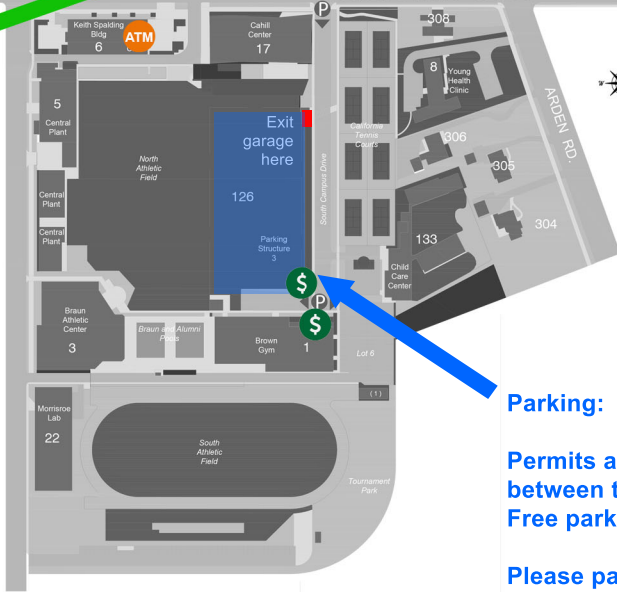 P
Keith Spalding
Bldg
6
ATM
Cahill
Center
17
308
8
Young
Health
Clinic
ARDEN RD.
5
Central
Plant
North
Athletic
Field
Exit
garage
here
126
Parking
Structure
3
South Campus Drive
California
Tennis
Courts
306
305
304
133
Child
Care
Center
Central
Plant
Central
Plant
$
P
$
Braun
Athletic
Center
3
Braun and Alumni
Pools
Brown
Gym
1
Lot 6
(1)
Morrisroe
Lab
22
South
Athletic
Field
Tournament
Park
Parking:
Permits a
between t
Free park
Please pa